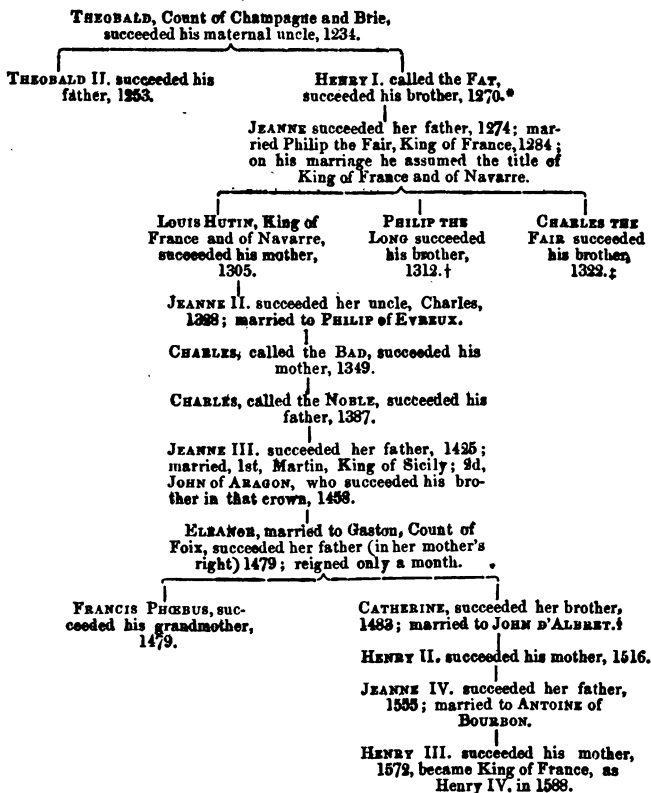 THEOBALD, Count of Champagne and Brie,
succeeded his maternal uncle, 1234.
THEOBALD II. succeeded his
father, 1253.
HENRY I. called the FAT,
succeeded his brother, 1270.*
JEANNE succeeded her father, 1274; mar-
ried Philip the Fair, King of France, 1284;
on his marriage he assumed the title of
King of France and of Navarre.
LOUIS HUTIN, King of
France and of Navarre,
succeeded his mother,
1305.
PHILIP THE
LONG succeeded
his brother,
1312.†
CHARLES THE
FAIR succeeded
his brother,
1322.‡
JEANNE II. succeeded her uncle, Charles,
1328; married to PHILIP of EVREUX.
CHARLES, called the BAD, succeeded his
mother, 1349.
CHARLES, called the NOBLE, succeeded his
father, 1387.
JEANNE III. succeeded her father, 1425;
married, 1st, Martin, King of Sicily; 2d,
JOHN of ARAGON, who succeeded his bro-
ther in that crown, 1458.
ELEANOR, married to Gaston, Count of
Foix, succeeded her father (in her mother's
right) 1479; reigned only a month.
FRANCIS PHŒBUS, suc-
ceeded his grandmother,
1479.
CATHERINE, succeeded her brother,
1483; married to JOHN D'ALBRET.§
HENRY II. succeeded his mother, 1516.
JEANNE IV. succeeded her father,
1555; married to ANTOINE of
BOURBON.
HENRY III. succeeded his mother,
1572, became King of France, as
Henry IV. in 1588.